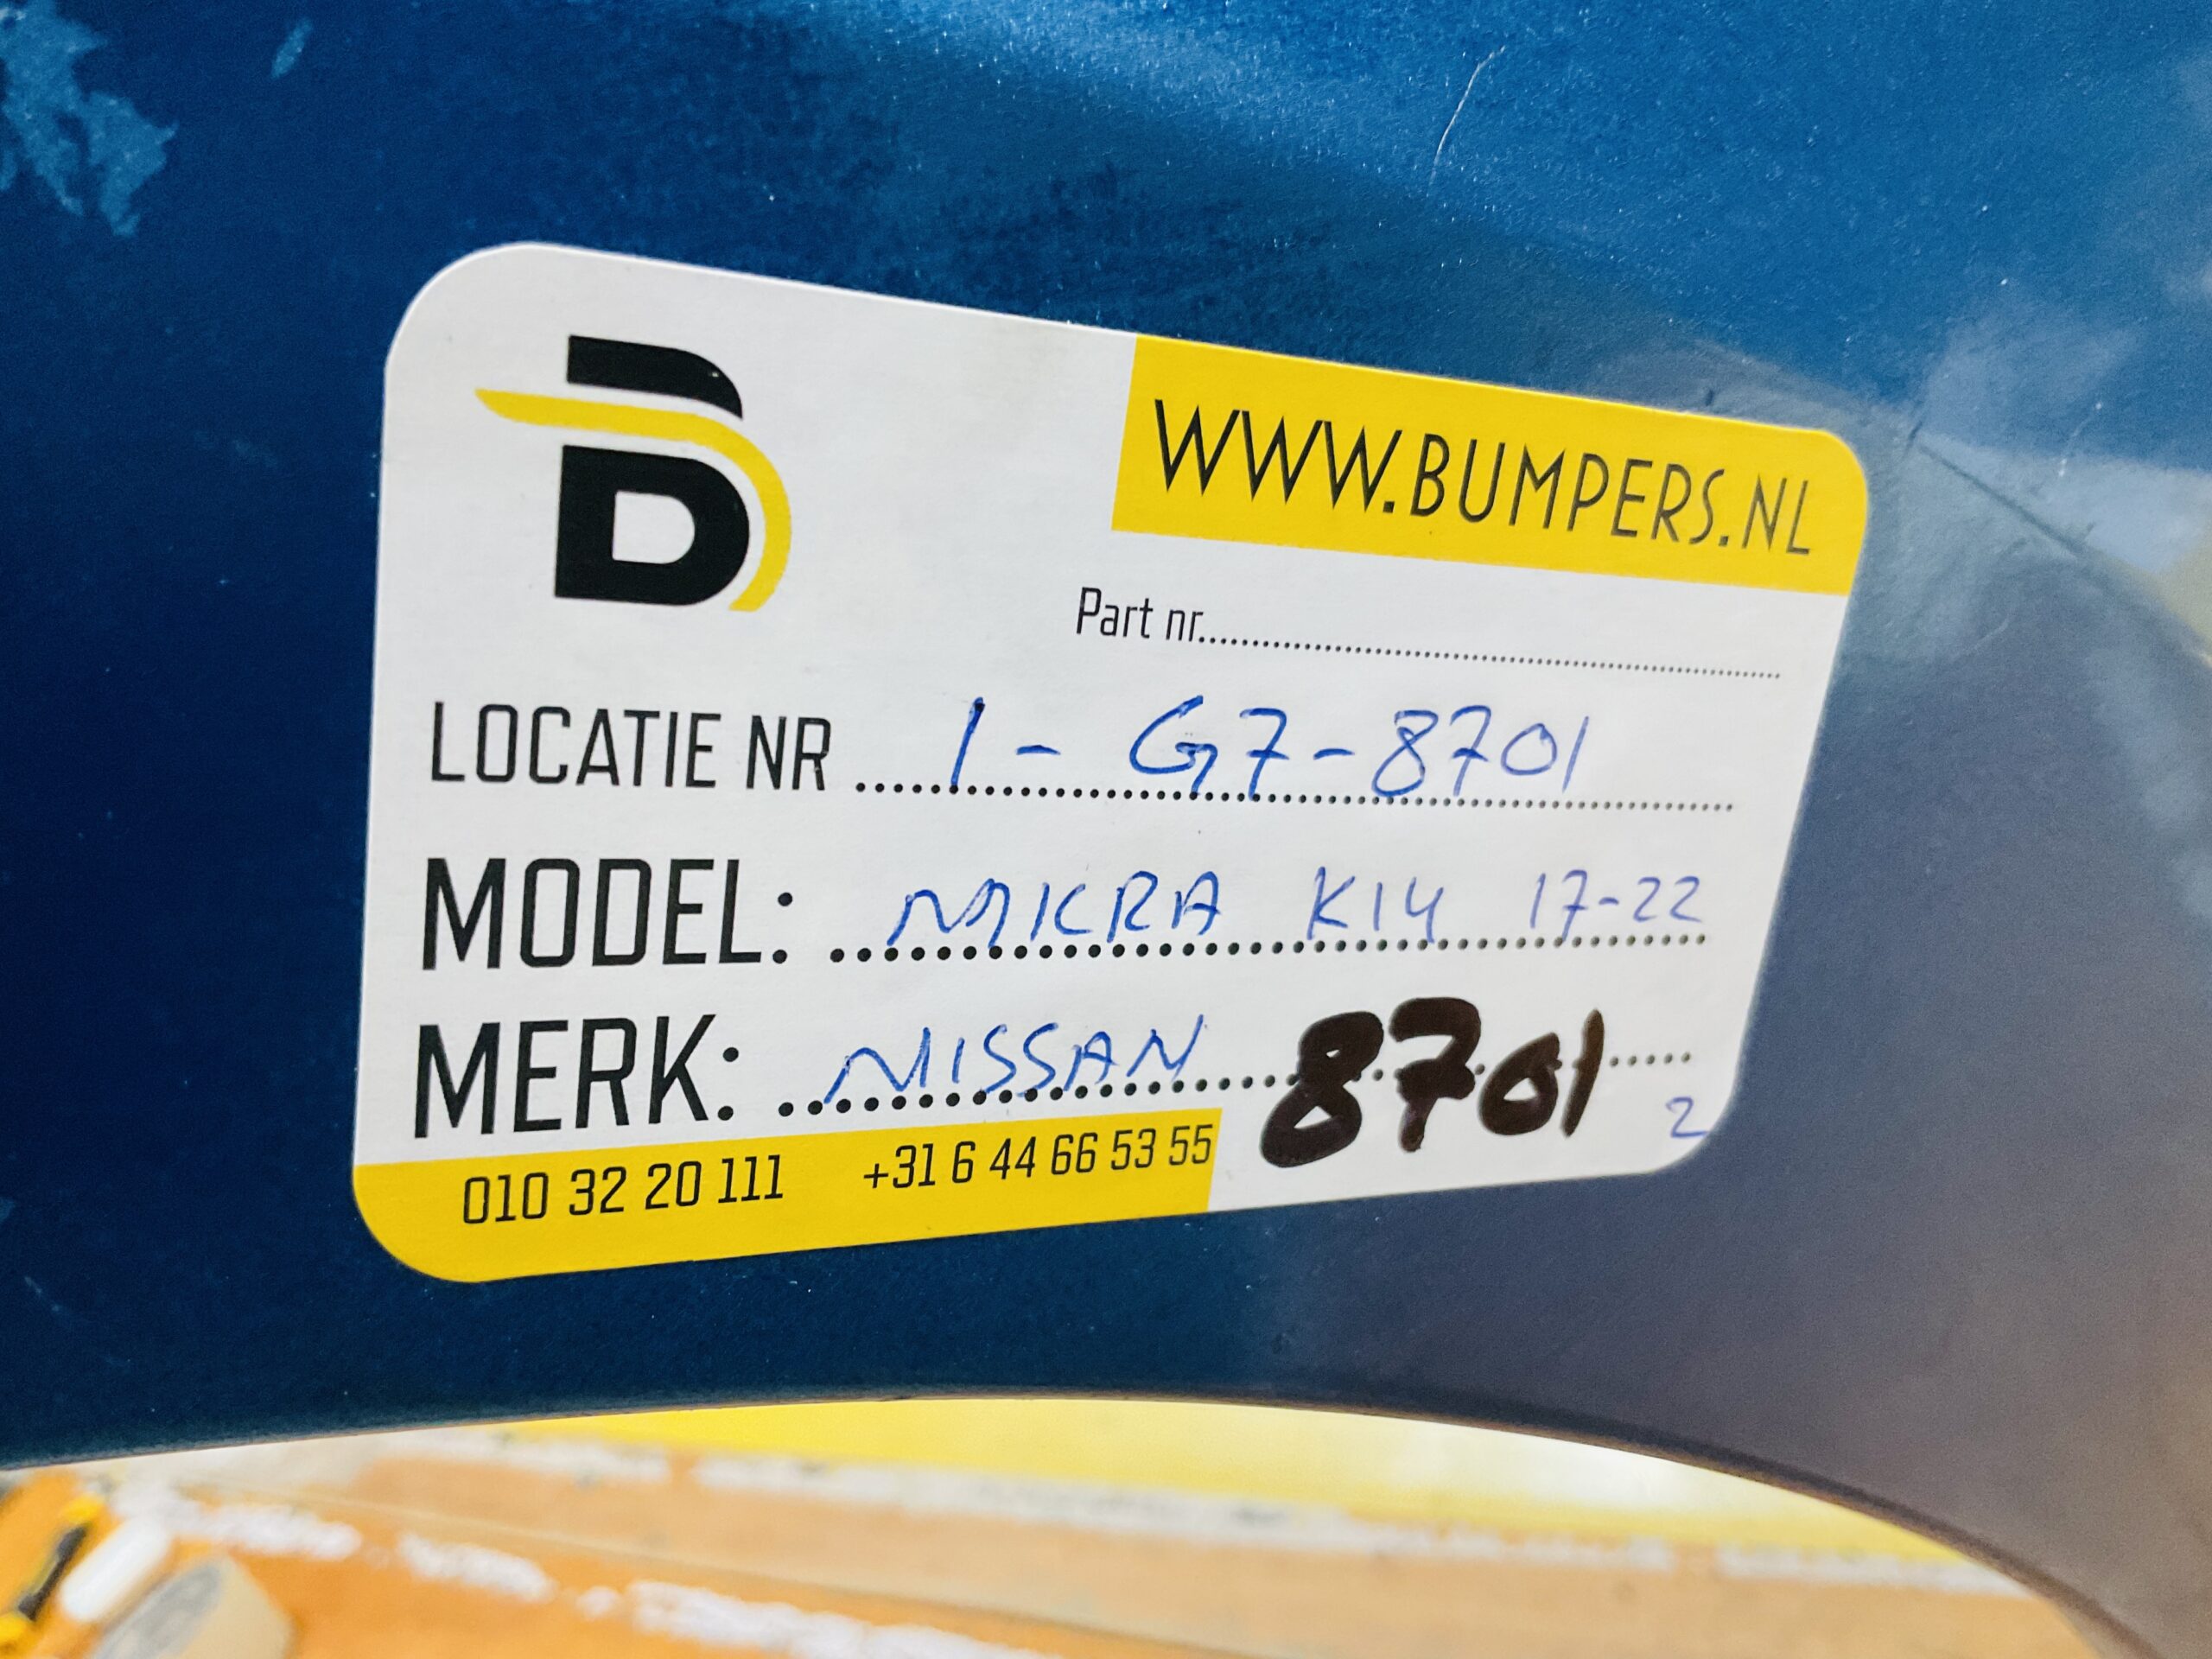 B
WWW.BUMPERS.NL
Part nr..............................
LOCATIE NR ........ 1 - G7-8701
MODEL: ........ MICRA K14 17-22
MERK: ........ NISSAN 8701
2
010 32 20 111 +31 6 44 66 53 55